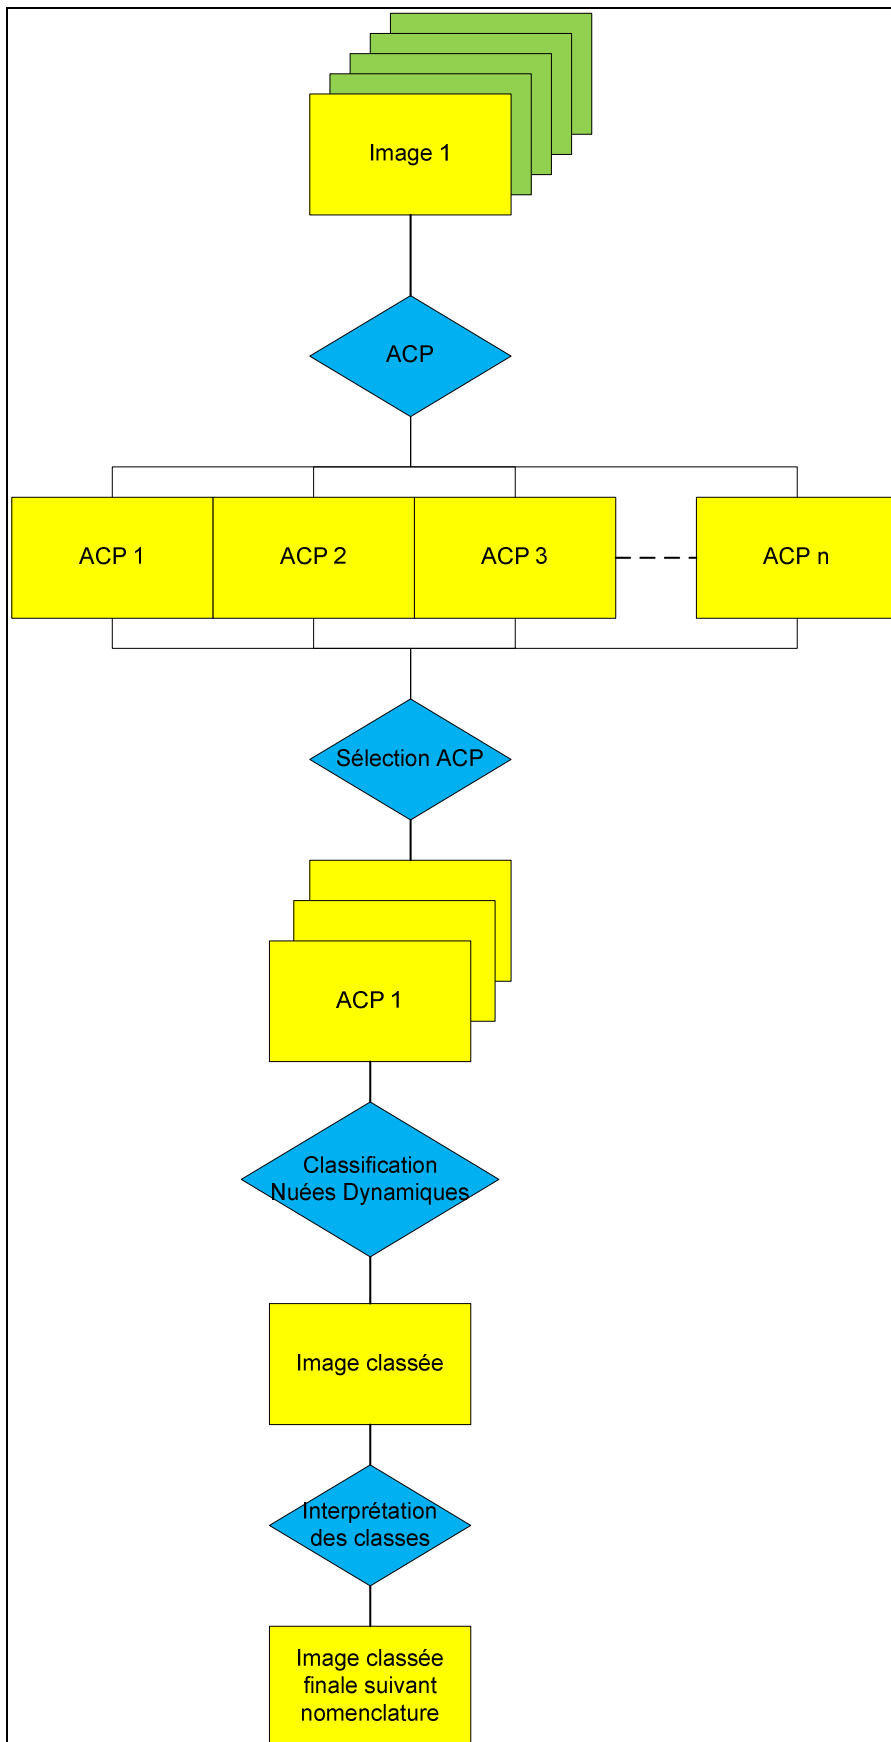 Image 1
ACP
ACP 1
ACP 2
ACP 3
ACP n
Sélection ACP
ACP 1
Classification
Nuées Dynamiques
Image classée
Interprétation
des classes
Image classée
finale suivant
nomenclature